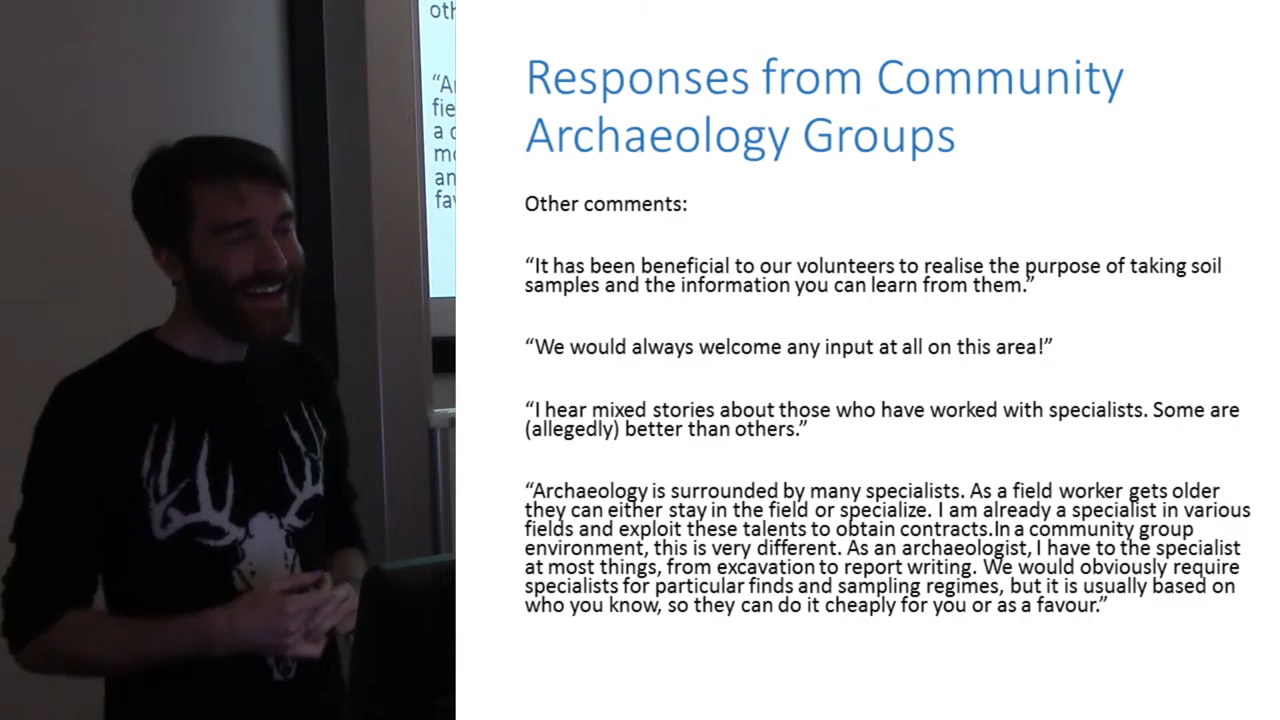 Responses from Community
Archaeology Groups
Other comments:
“It has been beneficial to our volunteers to realise the purpose of taking soil
samples and the information you can learn from them.”
“We would always welcome any input at all on this area!”
“I hear mixed stories about those who have worked with specialists. Some are
(allegedly) better than others.”
“Archaeology is surrounded by many specialists. As a field worker gets older
they can either stay in the field or specialize. I am already a specialist in various
fields and exploit these talents to obtain contracts.In a community group
environment, this is very different. As an archaeologist, I have to the specialist
at most things, from excavation to report writing. We would obviously require
specialists for particular finds and sampling regimes, but it is usually based on
who you know, so they can do it cheaply for you or as a favour.”